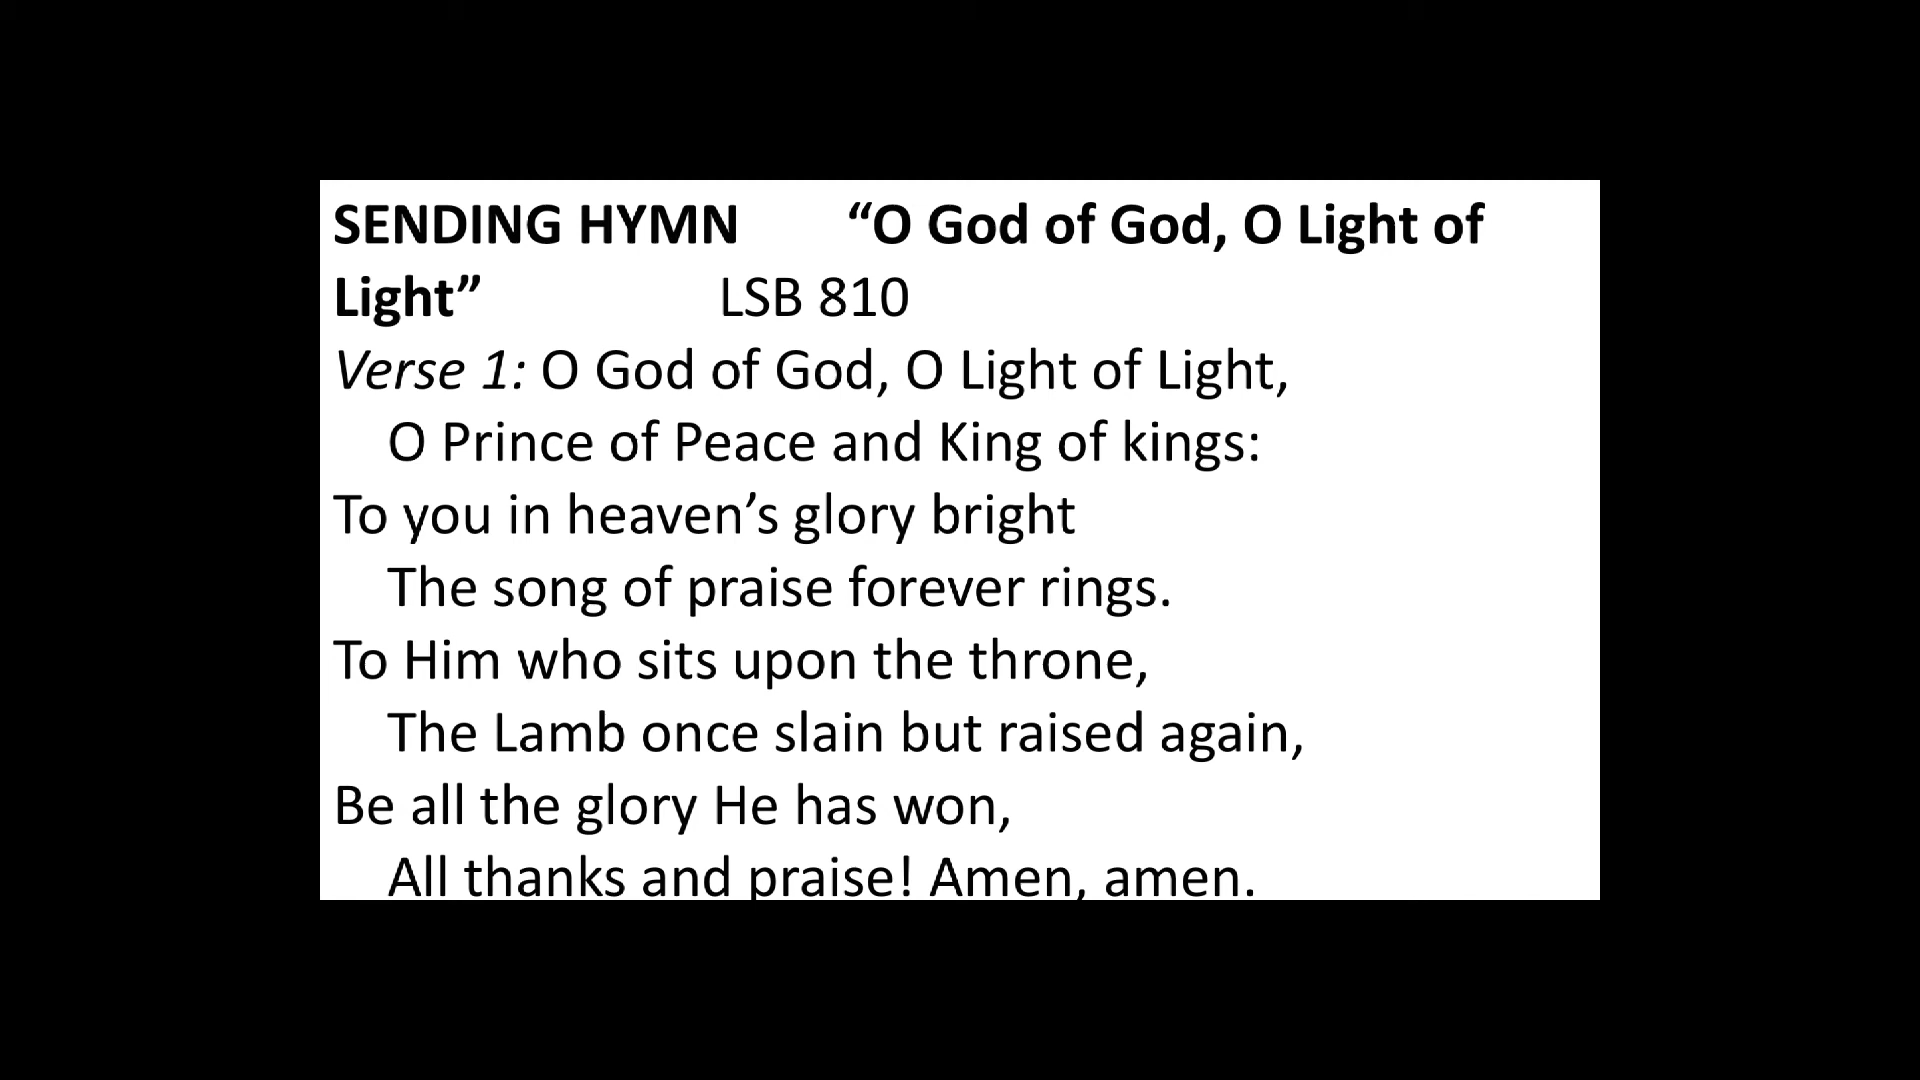 SENDING HYMN “O God of God, O Light of
Light” LSB 810
Verse 1: O God of God, O Light of Light,
O Prince of Peace and King of kings:
To you in heaven’s glory bright
The song of praise forever rings.
To Him who sits upon the throne,
The Lamb once slain but raised again,
Be all the glory He has won,
All thanks and praise! Amen, amen.